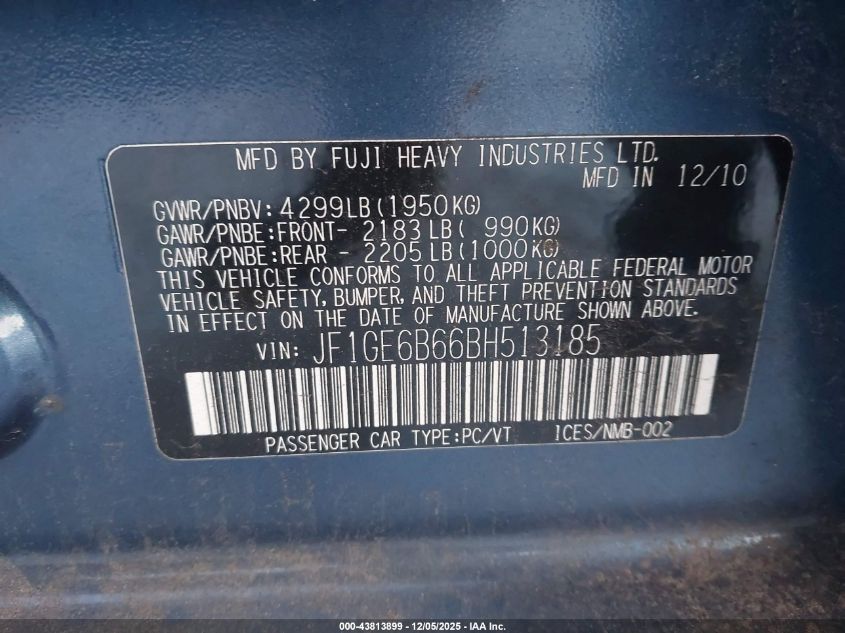 MFD BY FUJI HEAVY INDUSTRIES LTD.
MFD IN 12/10
GVWR/PNBV: 4299LB(1950KG)
GAWR/PNBE:FRONT- 2183LB( 990KG)
GAWR/PNBE:REAR - 2205LB(1000KG)
THIS VEHICLE CONFORMS TO ALL APPLICABLE FEDERAL MOTOR
VEHICLE SAFETY, BUMPER, AND THEFT PREVENTION STANDARDS
IN EFFECT ON THE DATE OF MANUFACTURE SHOWN ABOVE.
VIN: JF1GE6B66BH513185
PASSENGER CAR TYPE:PC/VT ICES/NMB-002
000-43813899 - 12/05/2025 - IAA Inc.